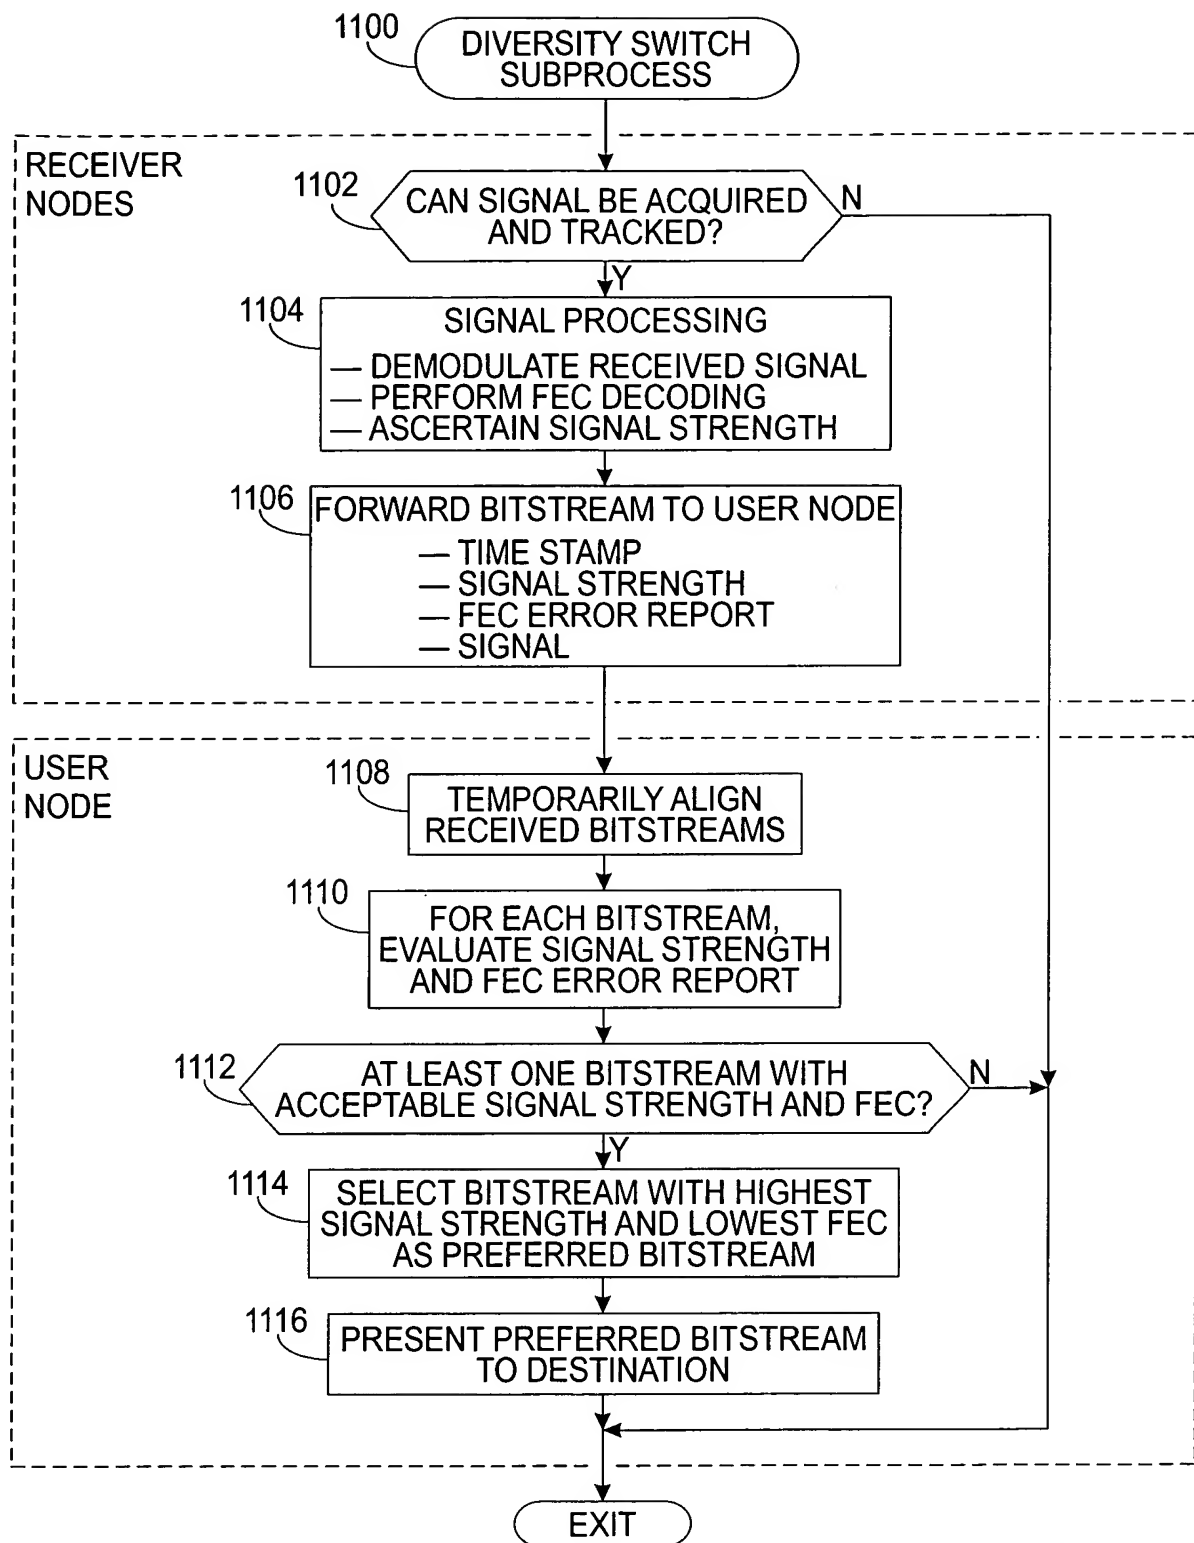 1100
DIVERSITY SWITCH
SUBPROCESS
RECEIVER
NODES
1102
CAN SIGNAL BE ACQUIRED
AND TRACKED?
N
Y
1104
SIGNAL PROCESSING
— DEMODULATE RECEIVED SIGNAL
— PERFORM FEC DECODING
— ASCERTAIN SIGNAL STRENGTH
1106
FORWARD BITSTREAM TO USER NODE
— TIME STAMP
— SIGNAL STRENGTH
— FEC ERROR REPORT
— SIGNAL
USER
NODE
1108
TEMPORARILY ALIGN
RECEIVED BITSTREAMS
1110
FOR EACH BITSTREAM,
EVALUATE SIGNAL STRENGTH
AND FEC ERROR REPORT
1112
AT LEAST ONE BITSTREAM WITH
ACCEPTABLE SIGNAL STRENGTH AND FEC?
N
Y
1114
SELECT BITSTREAM WITH HIGHEST
SIGNAL STRENGTH AND LOWEST FEC
AS PREFERRED BITSTREAM
1116
PRESENT PREFERRED BITSTREAM
TO DESTINATION
EXIT